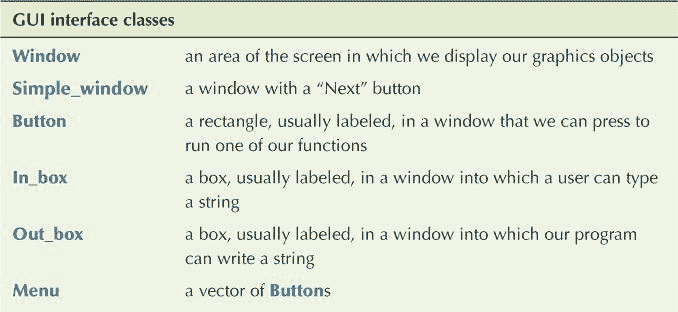 GUI interface classes
Window an area of the screen in which we display our graphics objects
Simple_window a window with a “Next” button
Button a rectangle, usually labeled, in a window that we can press to
run one of our functions
In_box a box, usually labeled, in a window into which a user can type
a string
Out_box a box, usually labeled, in a window into which our program
can write a string
Menu a vector of Buttons